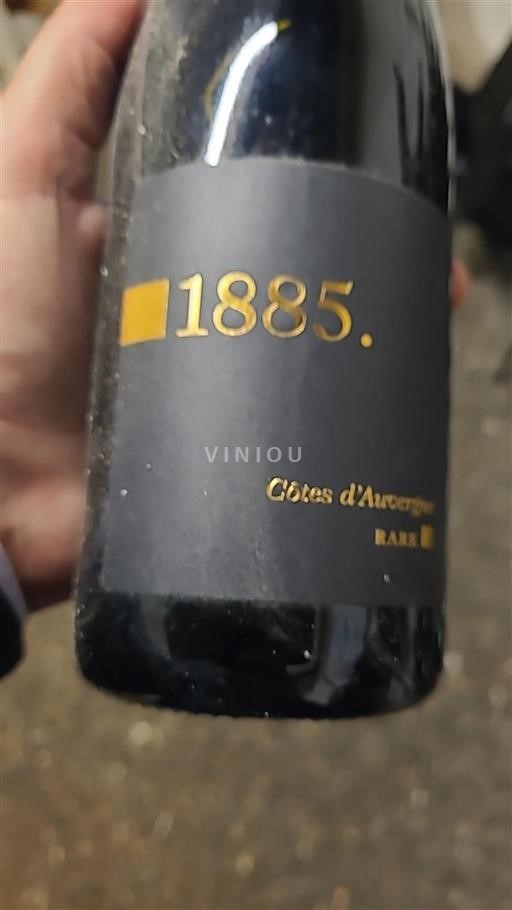 1885.
VINIOU
Côtes d'Auvergne
RARE